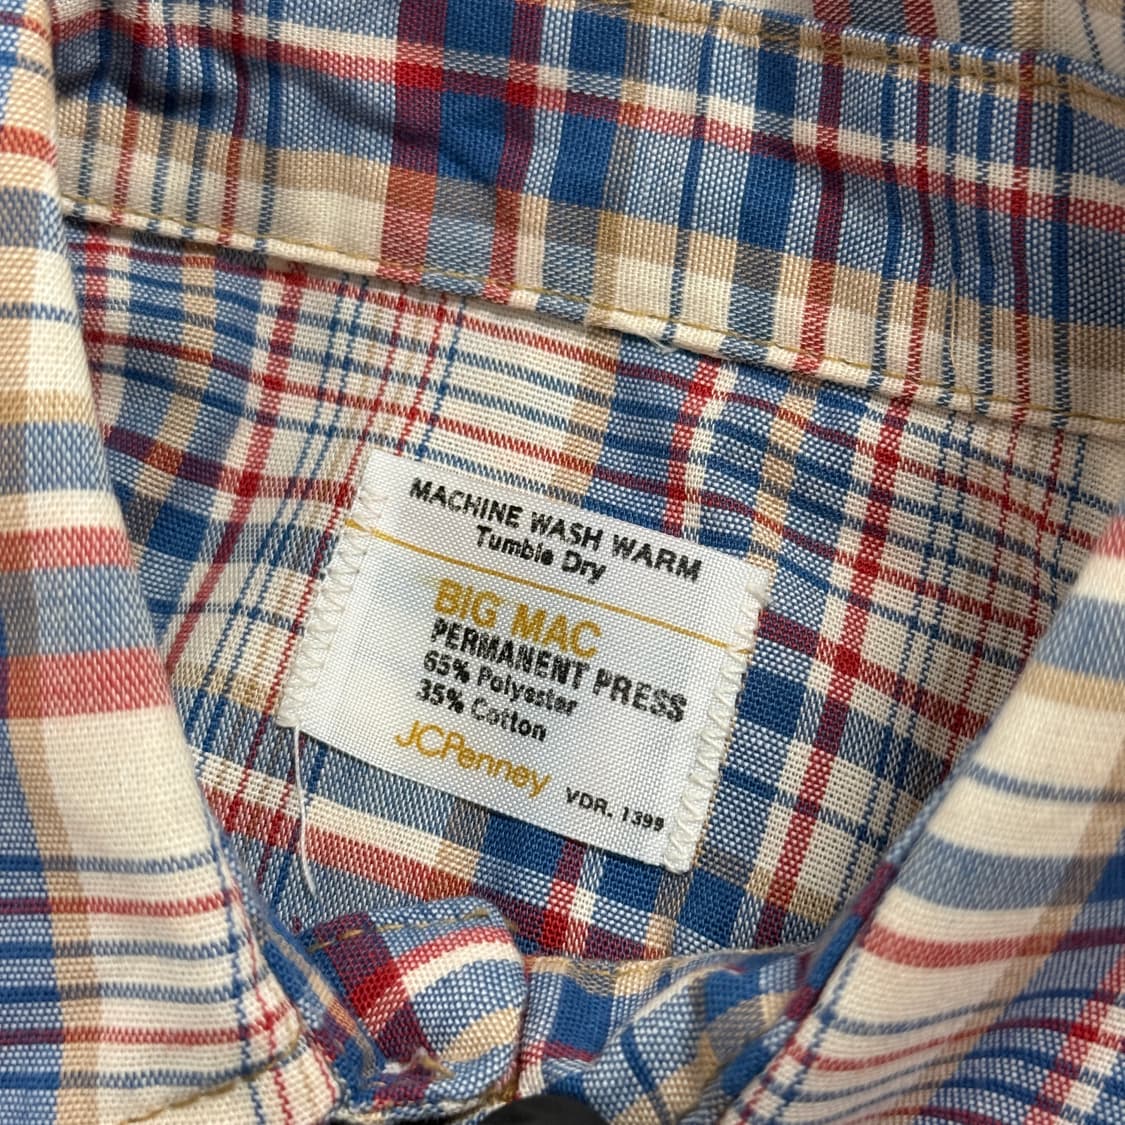 MACHINE WASH WARM
Tumble Dry
BIG MAC
PERMANENT PRESS
65% Polyester
35% Cotton
JCPenney
VDR. 1399